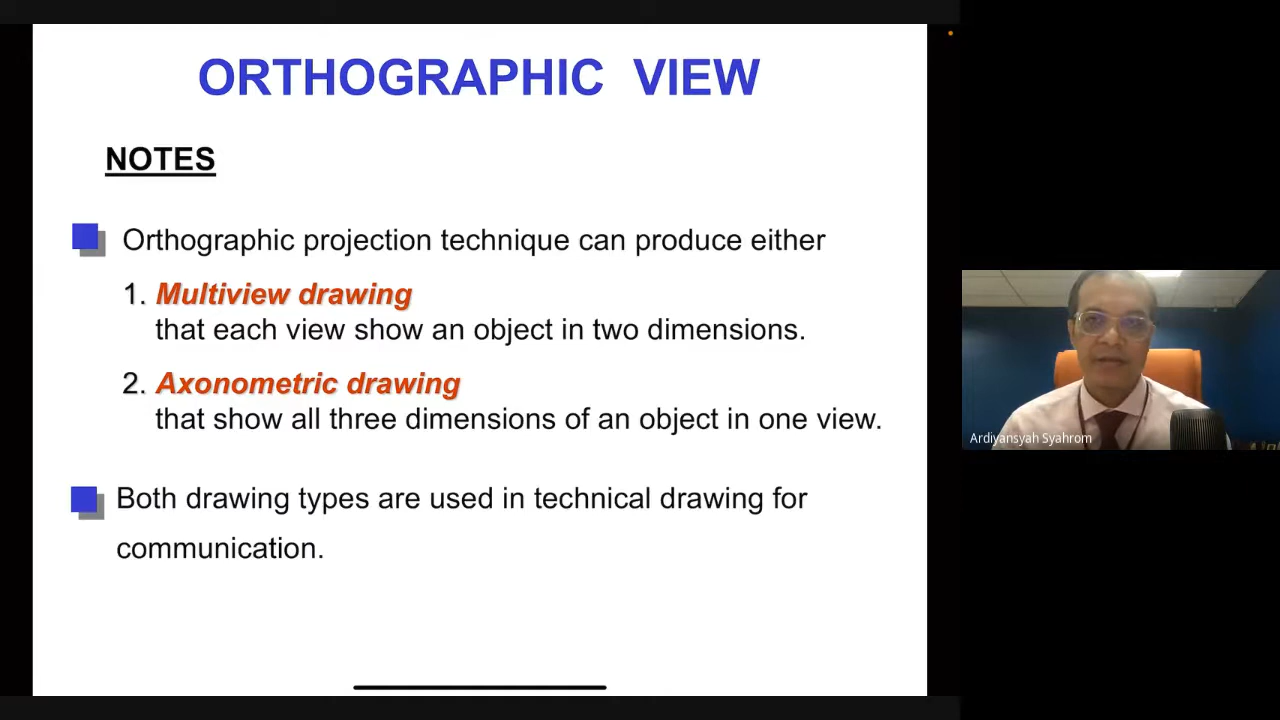 ORTHOGRAPHIC VIEW
NOTES
Orthographic projection technique can produce either
1. Multiview drawing
that each view show an object in two dimensions.
2. Axonometric drawing
that show all three dimensions of an object in one view.
Both drawing types are used in technical drawing for
communication.
Ardiyansyah Syahrom